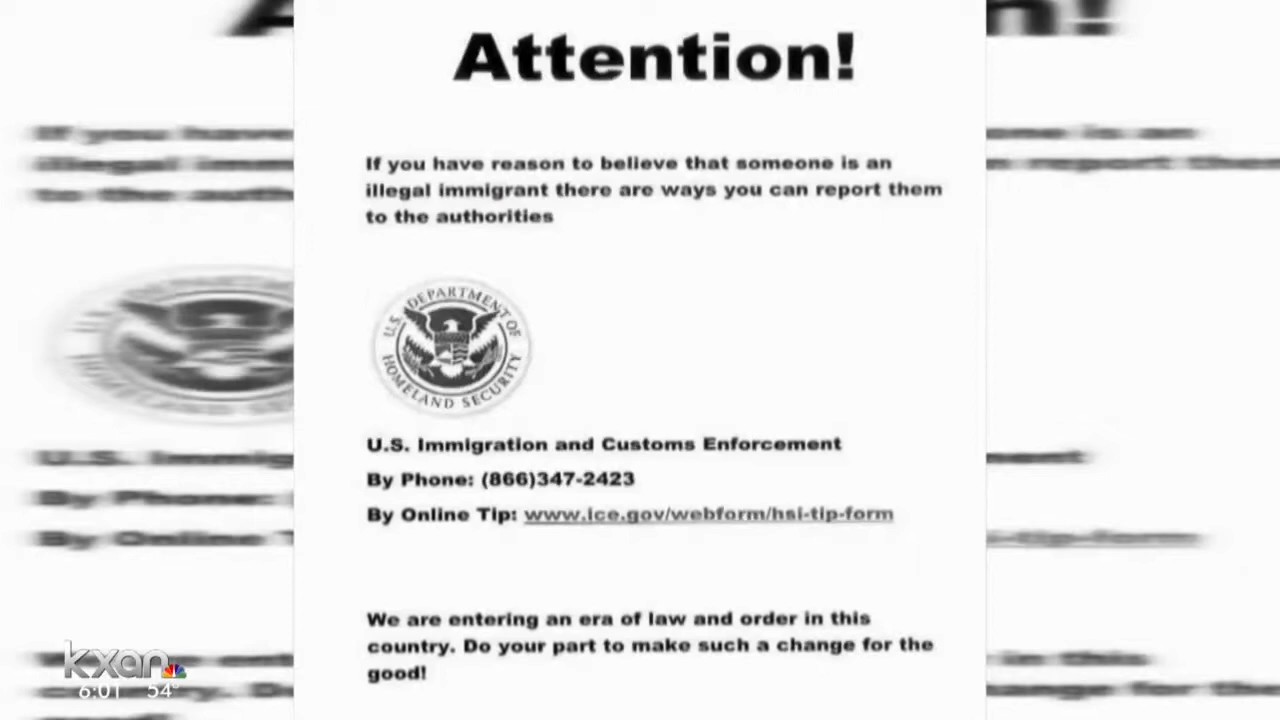 Attention!
If you have reason to believe that someone is an
illegal immigrant there are ways you can report them
to the authorities
U.S. DEPARTMENT OF
HOMELAND SECURITY
U.S. Immigration and Customs Enforcement
By Phone: (866)347-2423
By Online Tip: www.ice.gov/webform/hsi-tip-form
We are entering an era of law and order in this
country. Do your part to make such a change for the
good!
kxan
6:01 54°